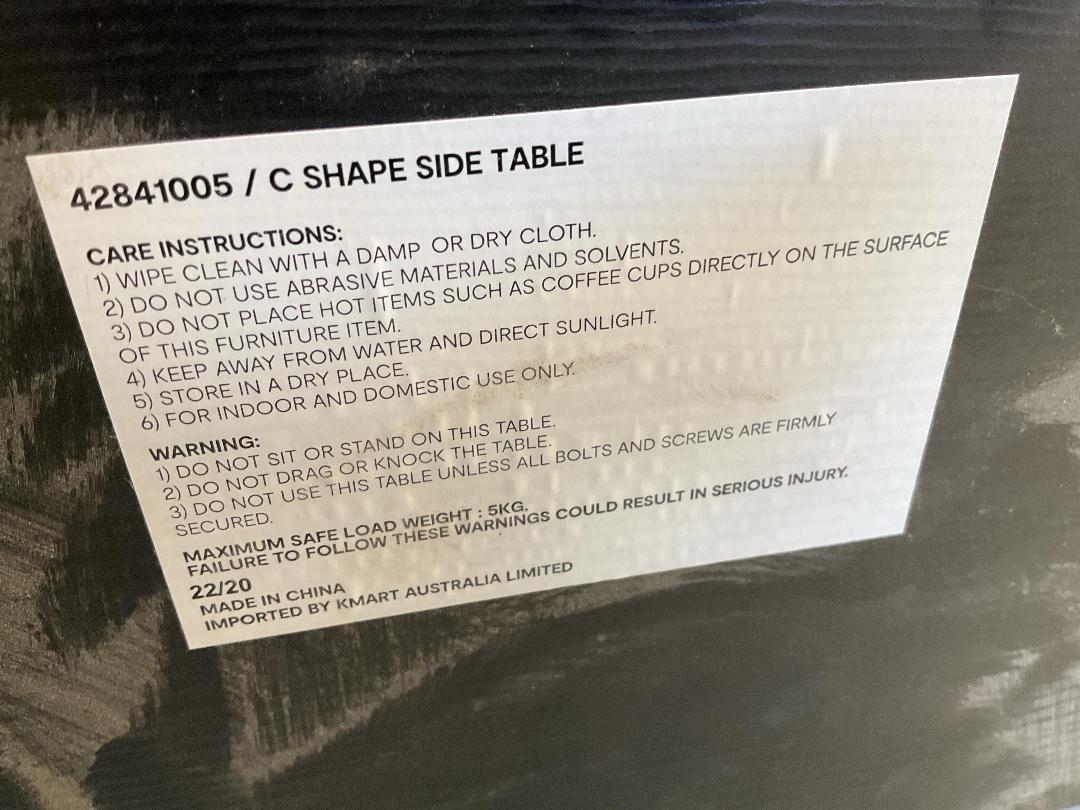 42841005 / C SHAPE SIDE TABLE
CARE INSTRUCTIONS:
1) WIPE CLEAN WITH A DAMP OR DRY CLOTH.
2) DO NOT USE ABRASIVE MATERIALS AND SOLVENTS.
3) DO NOT PLACE HOT ITEMS SUCH AS COFFEE CUPS DIRECTLY ON THE SURFACE
OF THIS FURNITURE ITEM.
4) KEEP AWAY FROM WATER AND DIRECT SUNLIGHT.
5) STORE IN A DRY PLACE.
6) FOR INDOOR AND DOMESTIC USE ONLY.
WARNING:
1) DO NOT SIT OR STAND ON THIS TABLE.
2) DO NOT DRAG OR KNOCK THE TABLE.
3) DO NOT USE THIS TABLE UNLESS ALL BOLTS AND SCREWS ARE FIRMLY
SECURED.
MAXIMUM SAFE LOAD WEIGHT : 5KG.
FAILURE TO FOLLOW THESE WARNINGS COULD RESULT IN SERIOUS INJURY.
22/20
MADE IN CHINA
IMPORTED BY KMART AUSTRALIA LIMITED